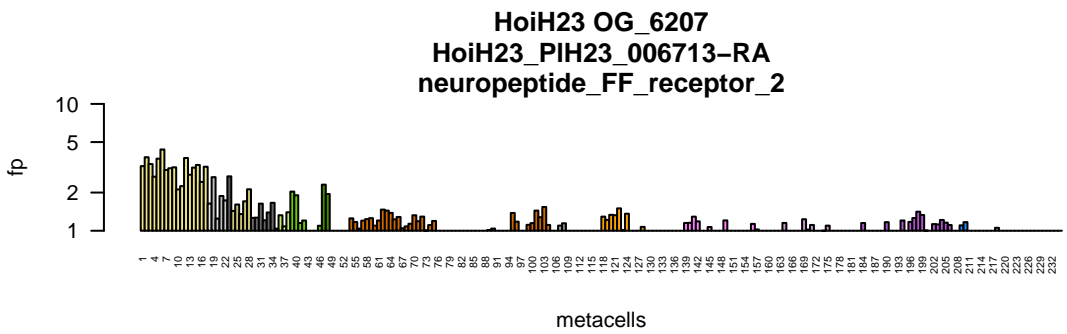 HoiH23 OG_6207
HoiH23_PIH23_006713−RA
neuropeptide_FF_receptor_2
10
5
2
1
fp
1 4 7 10 13 16 19 22 25 28 31 34 37 40 43 46 49 52 55 58 61 64 67 70 73 76 79 82 85 88 91 94 97 100 103 106 109 112 115 118 121 124 127 130 133 136 139 142 145 148 151 154 157 160 163 166 169 172 175 178 181 184 187 190 193 196 199 202 205 208 211 214 217 220 223 226 229 232
metacells